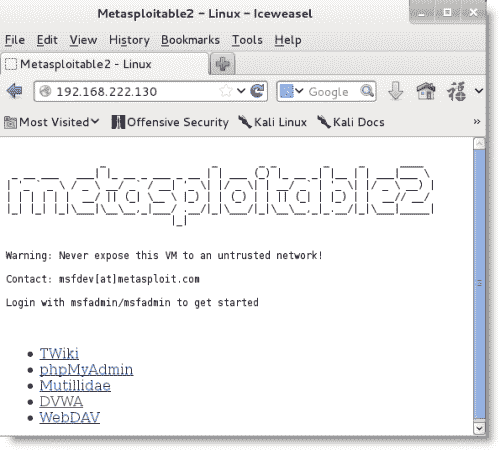 Metasploitable2 - Linux - Iceweasel
File Edit View History Bookmarks Tools Help
Metasploitable2 - Linux
192.168.222.130 Google 福
Most Visited Offensive Security Kali Linux Kali Docs »
metasploitable2
Warning: Never expose this VM to an untrusted network!
Contact: msfdev[at]metasploit.com
Login with msfadmin/msfadmin to get started
• TWiki
• phpMyAdmin
• Mutillidae
• DVWA
• WebDAV